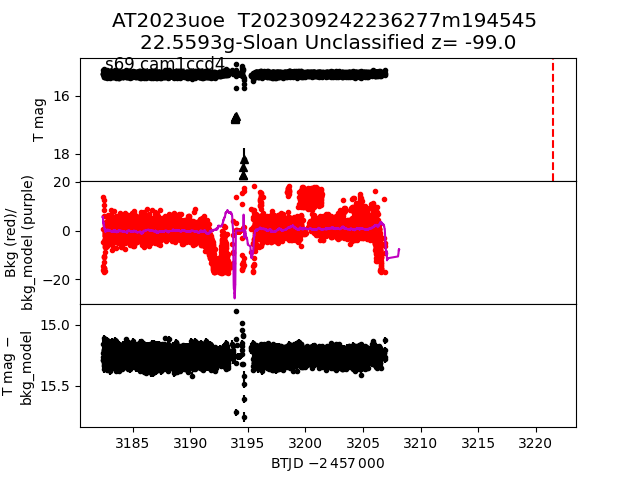 AT2023uoe  T202309242236277m194545
22.5593g-Sloan Unclassified z= -99.0
s69 cam1ccd4
T mag
16
18
Bkg (red)/
bkg_model (purple)
20
0
−20
T mag −
bkg_model
15.0
15.5
3185 3190 3195 3200 3205 3210 3215 3220
BTJD −2 457 000